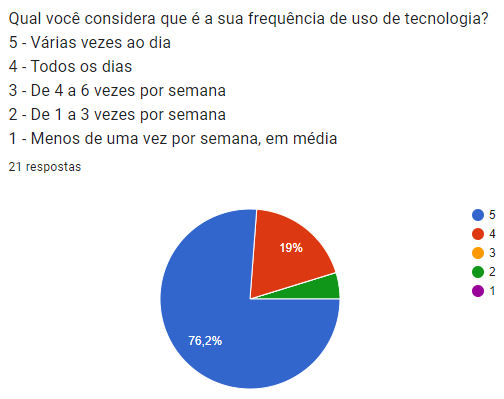 Qual você considera que é a sua frequência de uso de tecnologia?
5 - Várias vezes ao dia
4 - Todos os dias
3 - De 4 a 6 vezes por semana
2 - De 1 a 3 vezes por semana
1 - Menos de uma vez por semana, em média
21 respostas
5
4
3
2
1
19%
76,2%